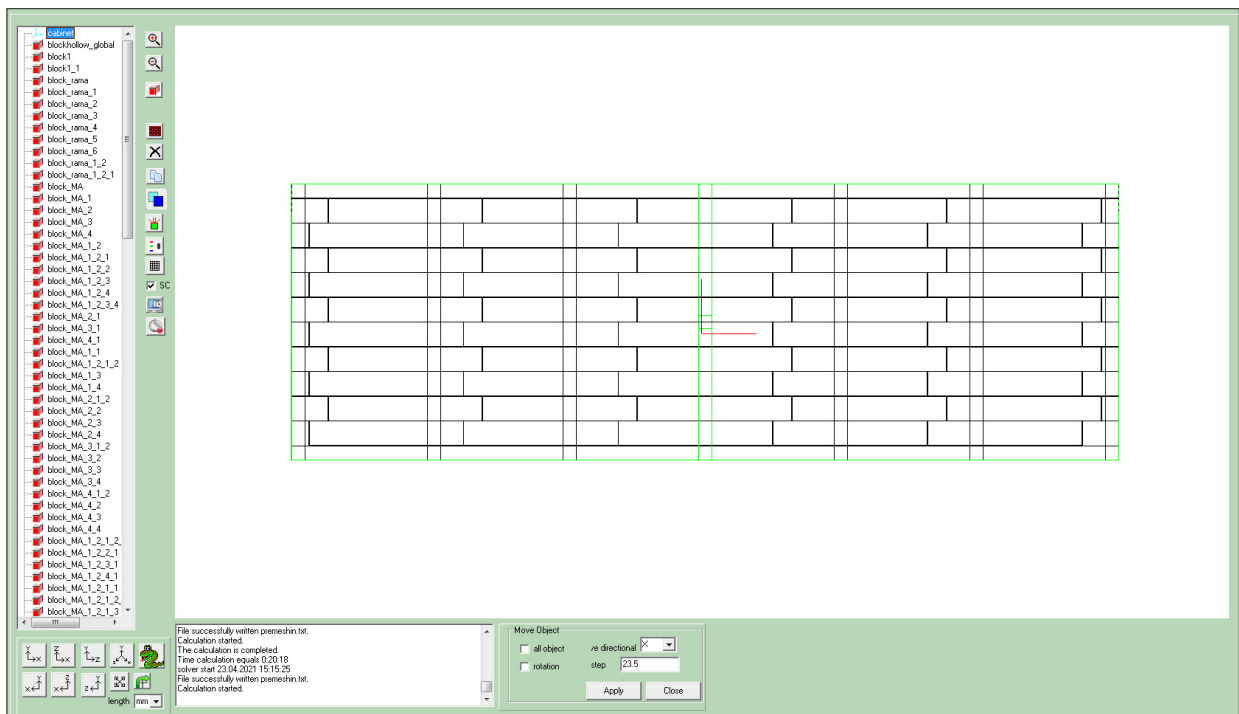 cabinet
blockhollow_global
block1
block1_1
block_rama
block_rama_1
block_rama_2
block_rama_3
block_rama_4
block_rama_5
block_rama_6
block_rama_1_2
block_rama_1_2_1
block_MA
block_MA_1
block_MA_2
block_MA_3
block_MA_4
block_MA_1_2
block_MA_1_2_1
block_MA_1_2_2
block_MA_1_2_3
block_MA_1_2_4
block_MA_1_2_3_4
block_MA_2_1
block_MA_3_1
block_MA_4_1
block_MA_1_1
block_MA_1_2_1_2
block_MA_1_3
block_MA_1_4
block_MA_2_1_2
block_MA_2_2
block_MA_2_3
block_MA_2_4
block_MA_3_1_2
block_MA_3_2
block_MA_3_3
block_MA_3_4
block_MA_4_1_2
block_MA_4_2
block_MA_4_3
block_MA_4_4
block_MA_1_2_1_2_
block_MA_1_2_2_1
block_MA_1_2_3_1
block_MA_1_2_4_1
block_MA_1_2_1_1
block_MA_1_2_1_2_
block_MA_1_2_1_3
SC
Y X
Z X
Y Z
length mm
File successfully written premeshin.txt.
Calculation started.
The calculation is completed.
Time calculation equals 0:20:18
solver start 23.04.2021 15:15:25
File successfully written premeshin.txt.
Calculation started.
Move Object
all object /e directional X
rotation step 23.5
Apply Close